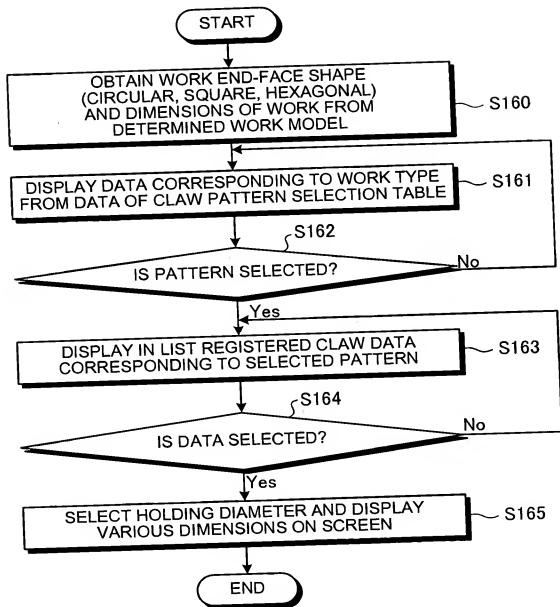 START
OBTAIN WORK END-FACE SHAPE
(CIRCULAR, SQUARE, HEXAGONAL)
AND DIMENSIONS OF WORK FROM
DETERMINED WORK MODEL
S160
DISPLAY DATA CORRESPONDING TO WORK TYPE
FROM DATA OF CLAW PATTERN SELECTION TABLE
S161
S162
IS PATTERN SELECTED?
No
Yes
DISPLAY IN LIST REGISTERED CLAW DATA
CORRESPONDING TO SELECTED PATTERN
S163
S164
IS DATA SELECTED?
No
Yes
SELECT HOLDING DIAMETER AND DISPLAY
VARIOUS DIMENSIONS ON SCREEN
S165
END